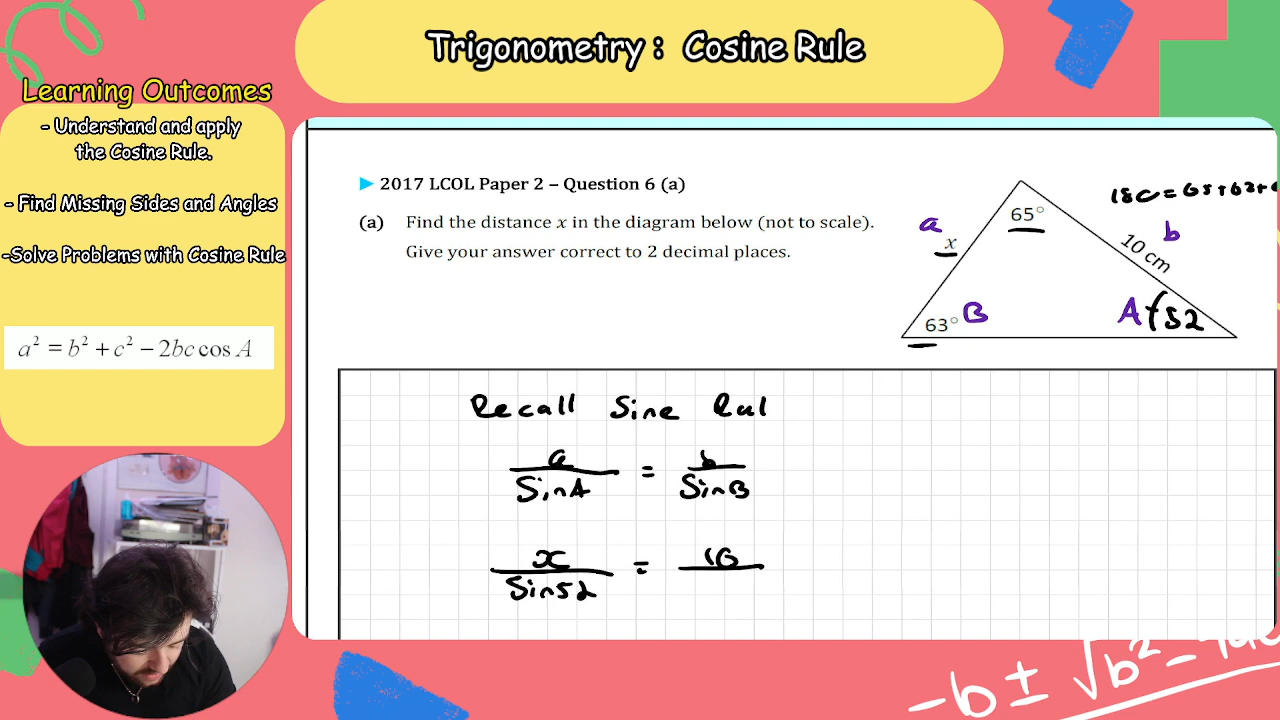 Trigonometry : Cosine Rule
Learning Outcomes
- Understand and apply
the Cosine Rule.
- Find Missing Sides and Angles
-Solve Problems with Cosine Rule
a² = b² + c² − 2bc cos A
2017 LCOL Paper 2 – Question 6 (a)
(a) Find the distance x in the diagram below (not to scale).
Give your answer correct to 2 decimal places.
65°
a
x
b
10 cm
63° B
A 52
Recall Sine Rul
a = b
SinA SinB
x = 10
Sin52
-b ± √b² -